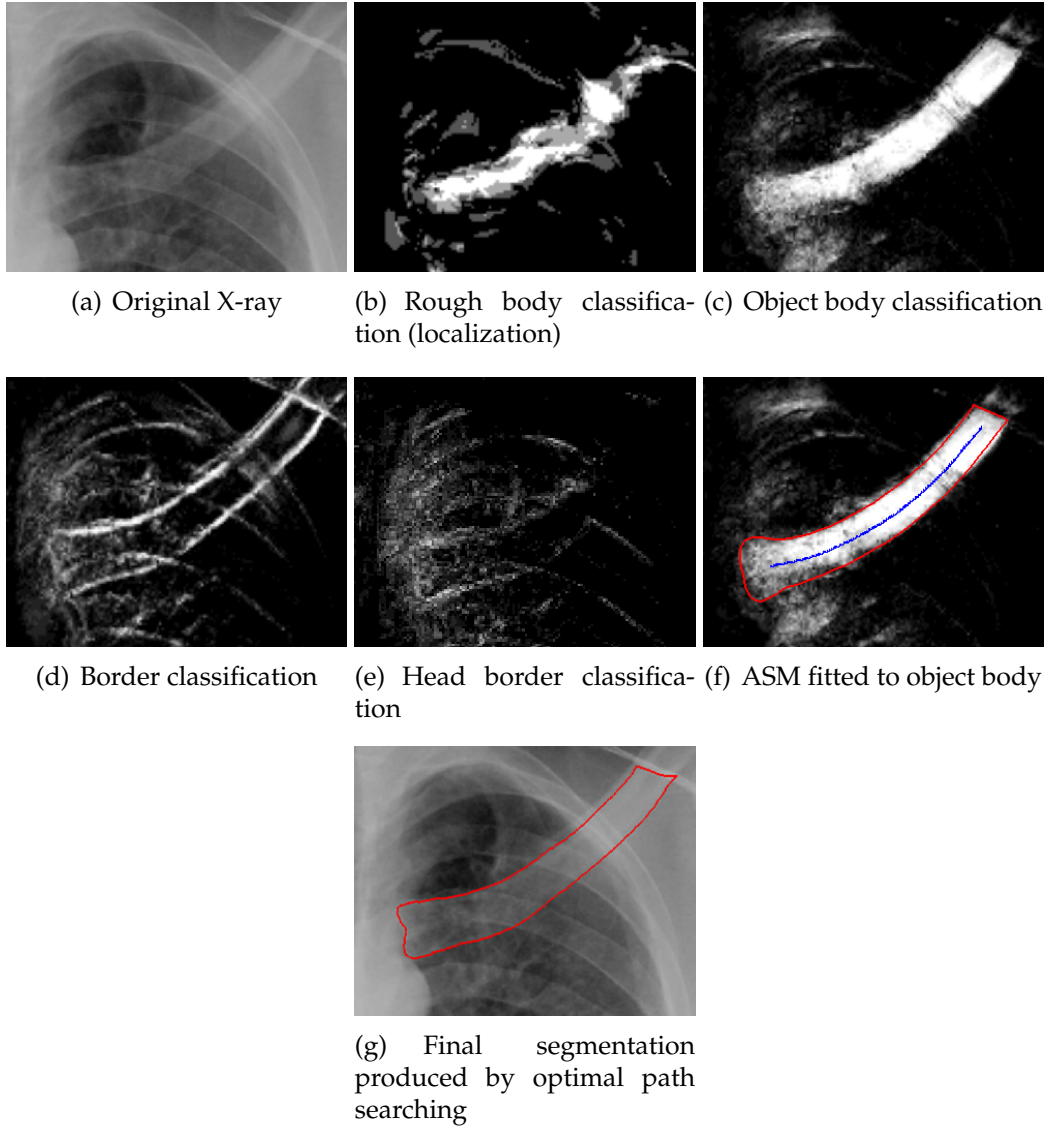 (a) Original X-ray
(b) Rough body classifica-
tion (localization)
(c) Object body classification
(d) Border classification
(e) Head border classifica-
tion
(f) ASM fitted to object body
(g) Final segmentation
produced by optimal path
searching